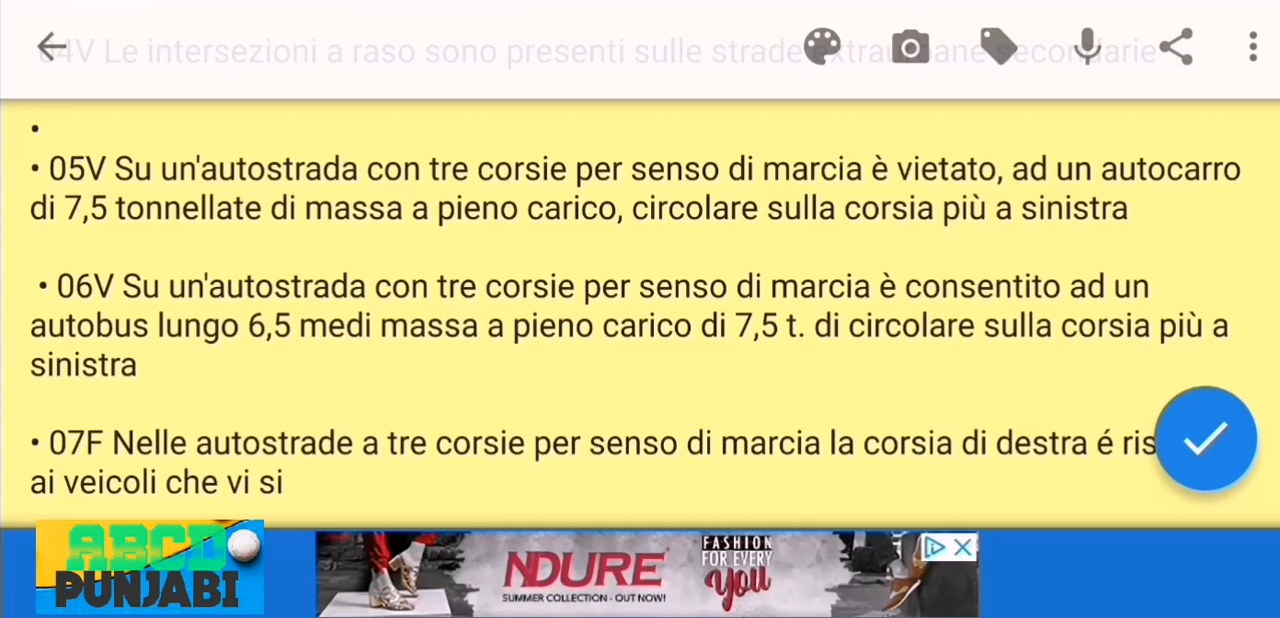 04V Le intersezioni a raso sono presenti sulle strade extraurbane secondarie
•
• 05V Su un'autostrada con tre corsie per senso di marcia è vietato, ad un autocarro
di 7,5 tonnellate di massa a pieno carico, circolare sulla corsia più a sinistra
• 06V Su un'autostrada con tre corsie per senso di marcia è consentito ad un
autobus lungo 6,5 medi massa a pieno carico di 7,5 t. di circolare sulla corsia più a
sinistra
• 07F Nelle autostrade a tre corsie per senso di marcia la corsia di destra é
ai veicoli che vi si
ABCD
PUNJABI
NDURE
SUMMER COLLECTION - OUT NOW!
FASHION
FOR EVERY
you